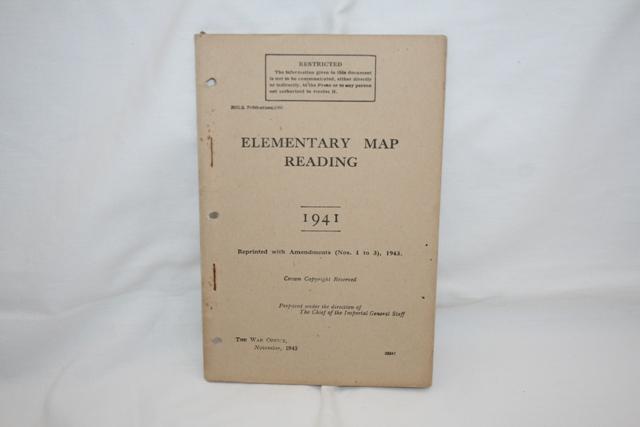 RESTRICTED
The information given in this document
is not to be communicated, either directly
or indirectly, to the Press or to any person
not authorized to receive it.
Publications
ELEMENTARY MAP
READING
1941
Reprinted with Amendments (Nos. 1 to 3), 1943.
Crown Copyright Reserved
Prepared under the direction of
The Chief of the Imperial General Staff
THE WAR OFFICE,
November, 1943